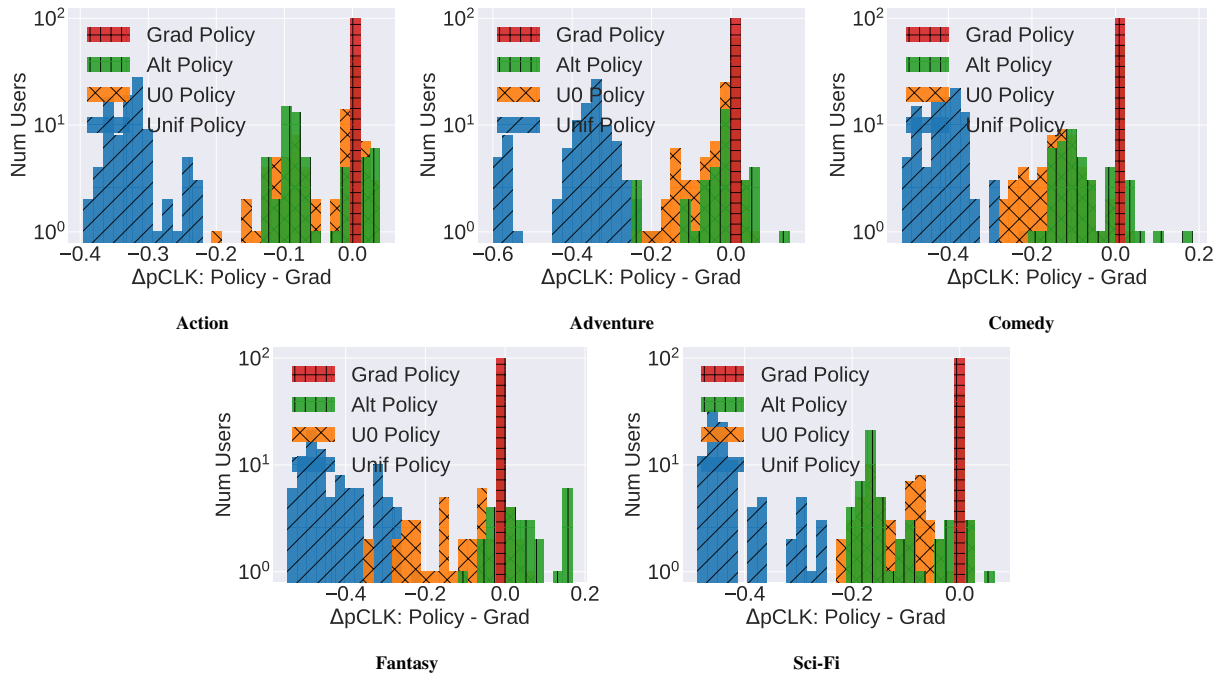 10²
Grad Policy
Alt Policy
U0 Policy
Unif Policy
10¹
10⁰
Num Users
−0.4 −0.3 −0.2 −0.1 0.0
ΔpCLK: Policy - Grad
Action
10²
Grad Policy
Alt Policy
U0 Policy
Unif Policy
10¹
10⁰
Num Users
−0.6 −0.4 −0.2 0.0
ΔpCLK: Policy - Grad
Adventure
10²
Grad Policy
Alt Policy
U0 Policy
Unif Policy
10¹
10⁰
Num Users
−0.4 −0.2 0.0 0.2
ΔpCLK: Policy - Grad
Comedy
10²
Grad Policy
Alt Policy
U0 Policy
Unif Policy
10¹
10⁰
Num Users
−0.4 −0.2 0.0 0.2
ΔpCLK: Policy - Grad
Fantasy
10²
Grad Policy
Alt Policy
U0 Policy
Unif Policy
10¹
10⁰
Num Users
−0.4 −0.2 0.0
ΔpCLK: Policy - Grad
Sci-Fi